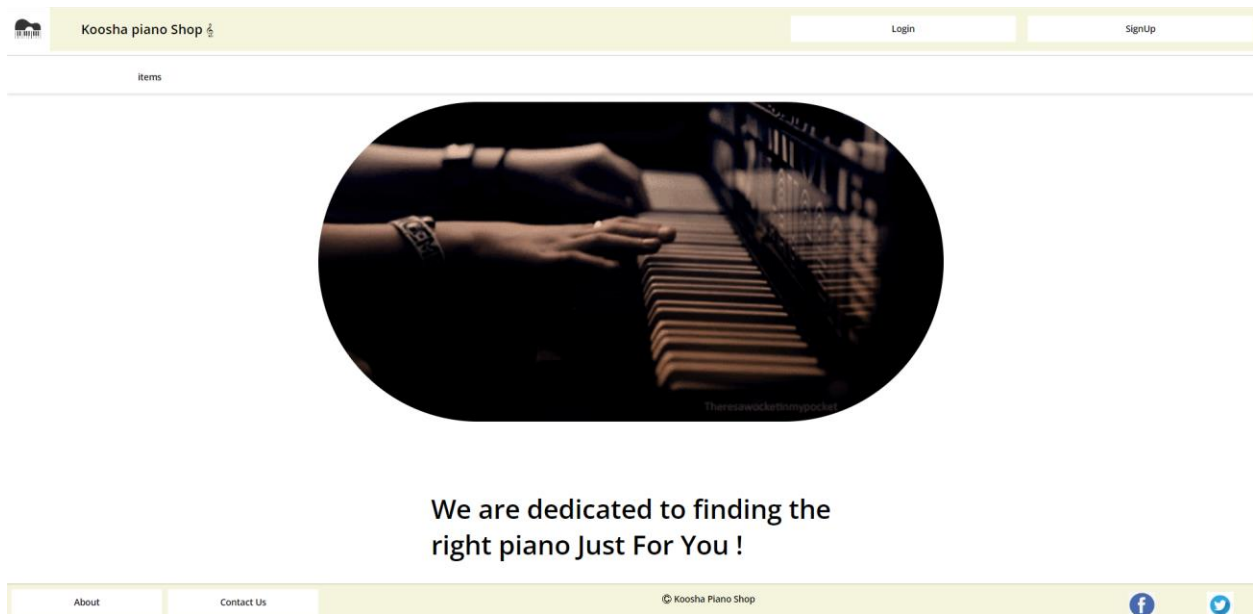 Koosha piano Shop 𝄞
Login
SignUp
items
Theresawocketinmypocket
We are dedicated to finding the
right piano Just For You !
About
Contact Us
© Koosha Piano Shop